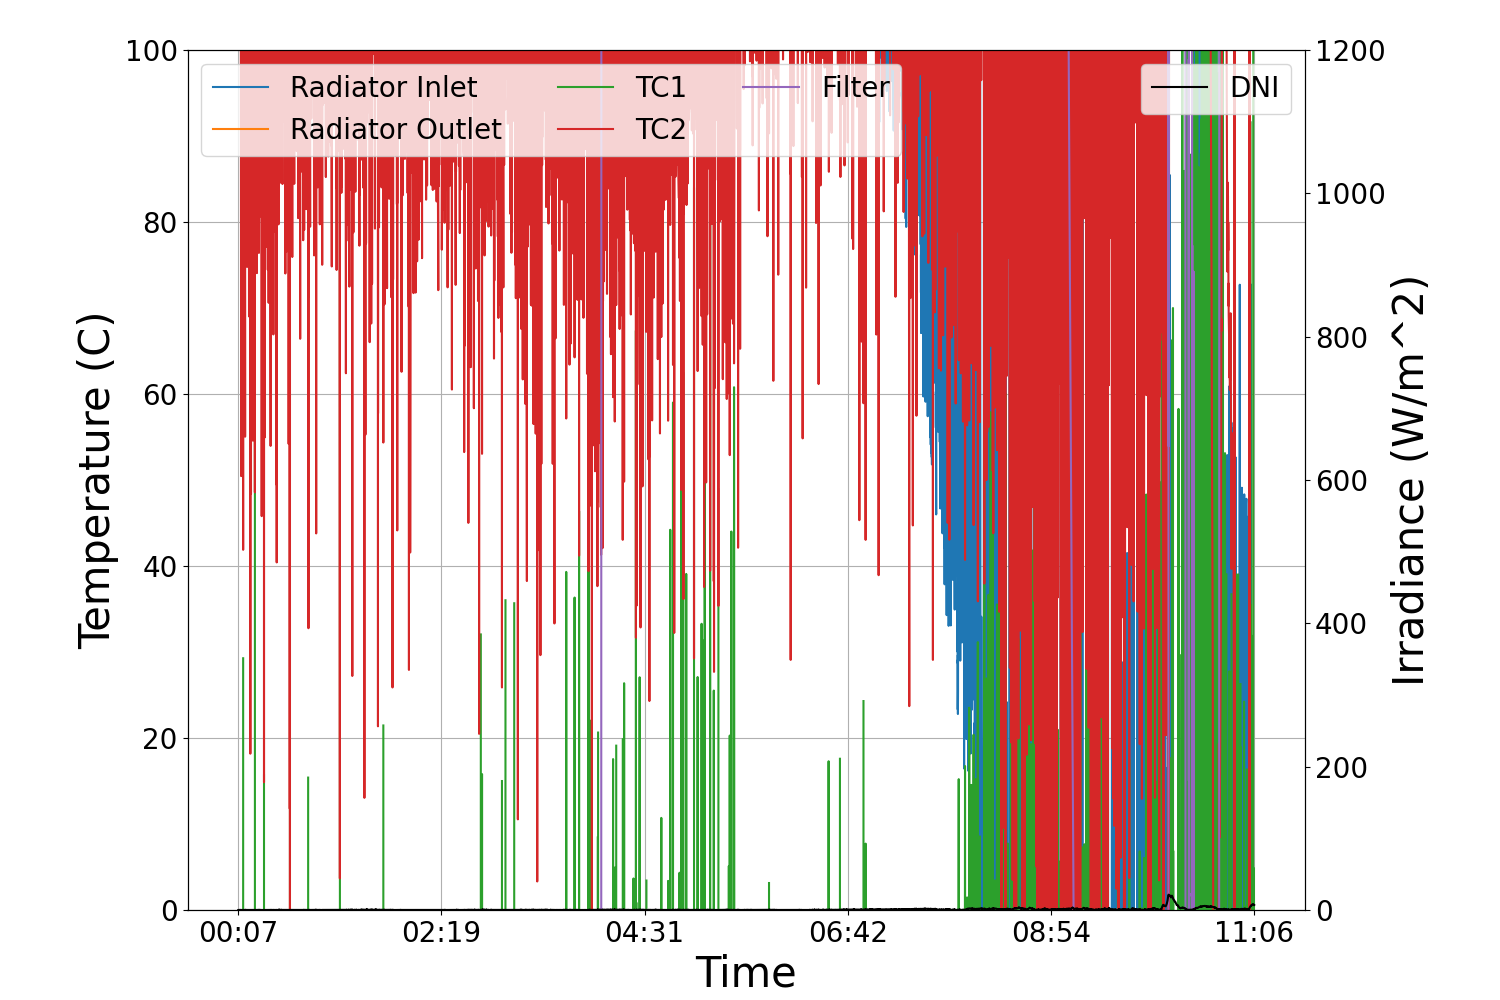 100
80
60
40
20
0
Temperature (C)
Radiator Inlet
Radiator Outlet
TC1
TC2
Filter
DNI
1200
1000
800
600
400
200
0
Irradiance (W/m^2)
00:07
02:19
04:31
06:42
08:54
11:06
Time